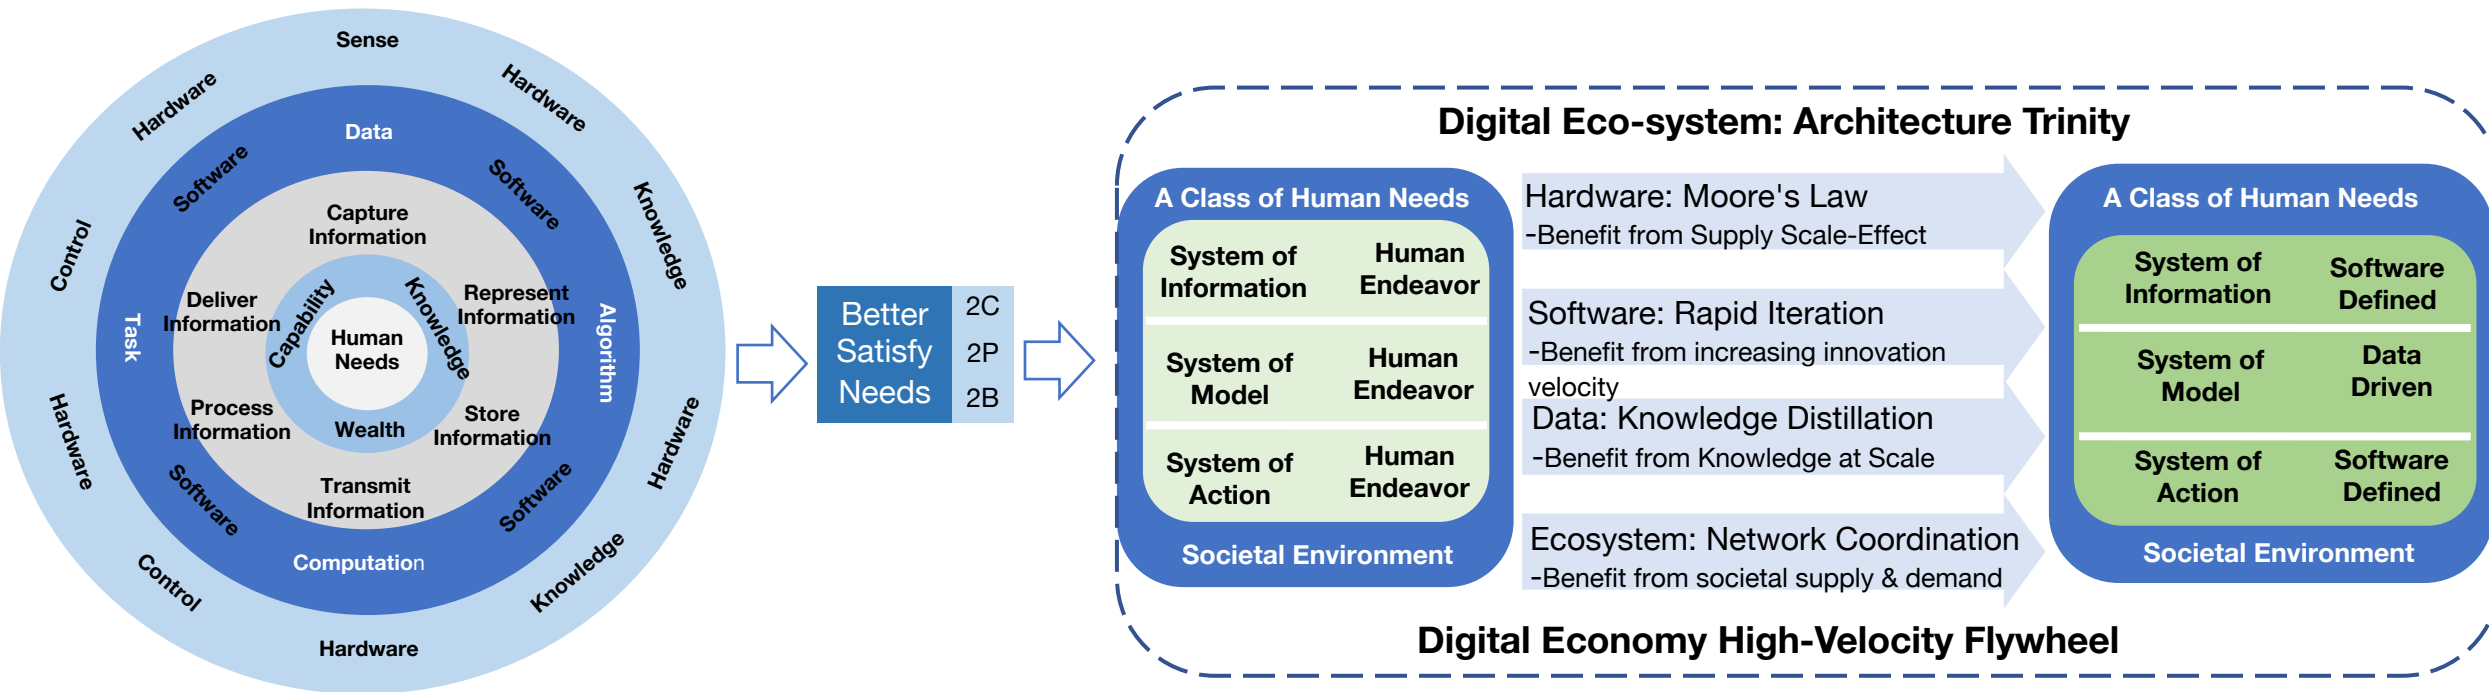 Sense
Hardware
Hardware
Data
Software
Software
Knowledge
Control
Capture
Information
Deliver
Information
Capability
Knowledge
Represent
Information
Task
Human
Needs
Algorithm
Process
Information
Wealth
Store
Information
Hardware
Hardware
Software
Transmit
Information
Software
Control
Computation
Knowledge
Hardware
Better
Satisfy
Needs
2C
2P
2B
Digital Eco-system: Architecture Trinity
A Class of Human Needs
System of
Information
Human
Endeavor
System of
Model
Human
Endeavor
System of
Action
Human
Endeavor
Societal Environment
Hardware: Moore's Law
-Benefit from Supply Scale-Effect
Software: Rapid Iteration
-Benefit from increasing innovation
velocity
Data: Knowledge Distillation
-Benefit from Knowledge at Scale
Ecosystem: Network Coordination
-Benefit from societal supply & demand
A Class of Human Needs
System of
Information
Software
Defined
System of
Model
Data
Driven
System of
Action
Software
Defined
Societal Environment
Digital Economy High-Velocity Flywheel